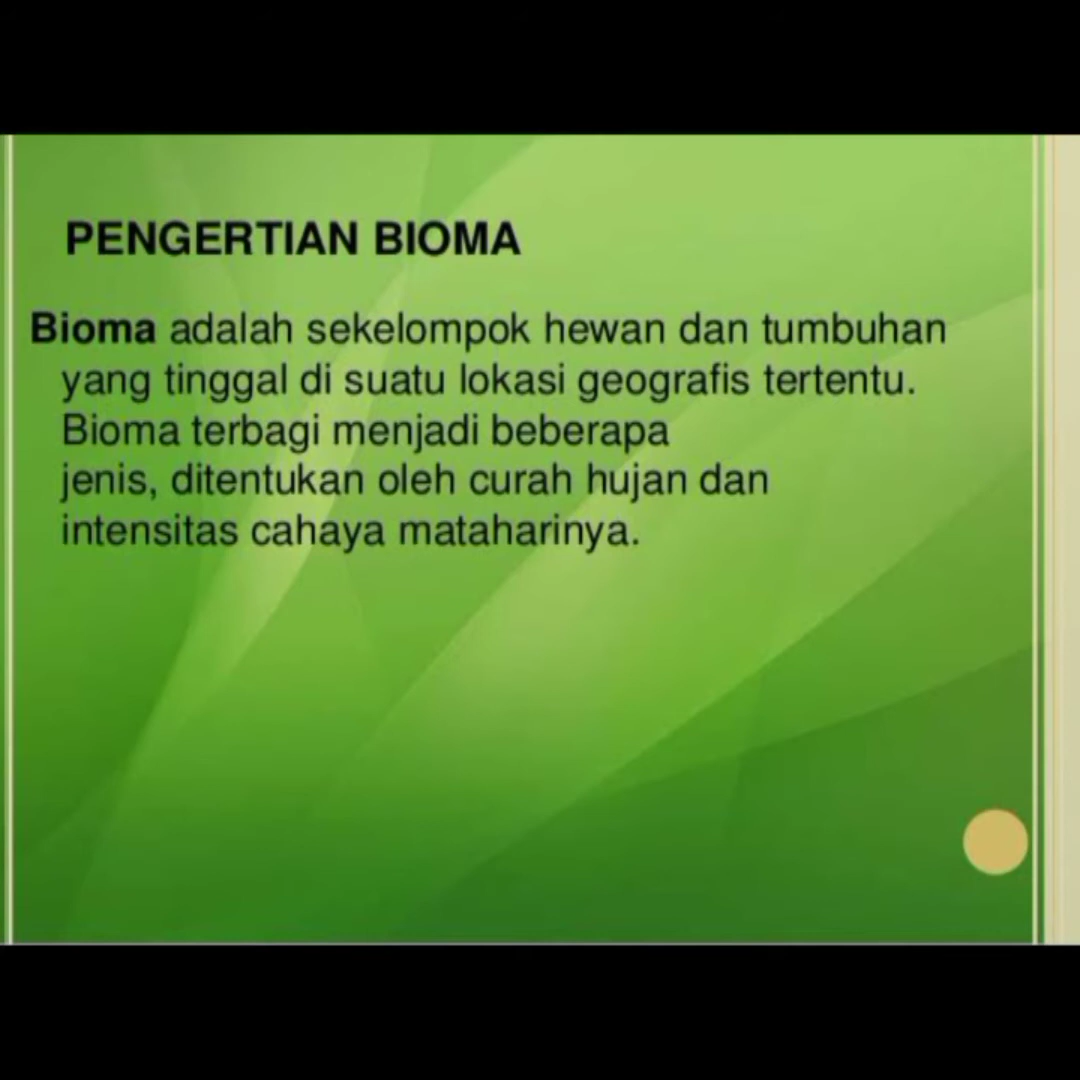 PENGERTIAN BIOMA
Bioma adalah sekelompok hewan dan tumbuhan
yang tinggal di suatu lokasi geografis tertentu.
Bioma terbagi menjadi beberapa
jenis, ditentukan oleh curah hujan dan
intensitas cahaya mataharinya.